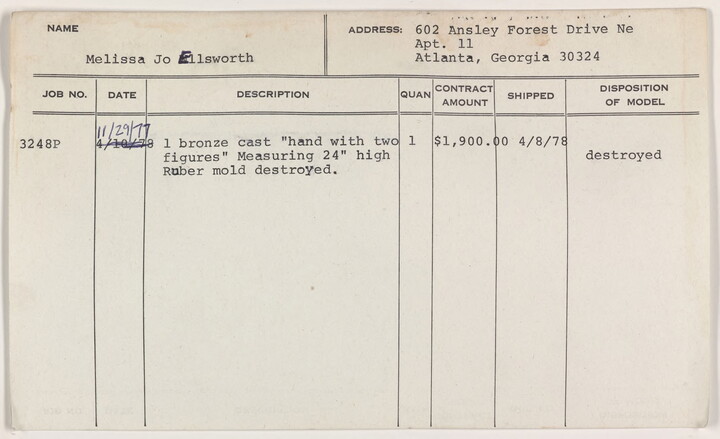 NAME
Melissa Jo Ellsworth
ADDRESS: 602 Ansley Forest Drive Ne
Apt. 11
Atlanta, Georgia 30324
JOB NO. DATE DESCRIPTION QUAN CONTRACT AMOUNT SHIPPED DISPOSITION OF MODEL
11/29/77
3248P 4/10/78 1 bronze cast "hand with two 1 $1,900.00 4/8/78
figures" Measuring 24" high destroyed
Ruber mold destroyed.